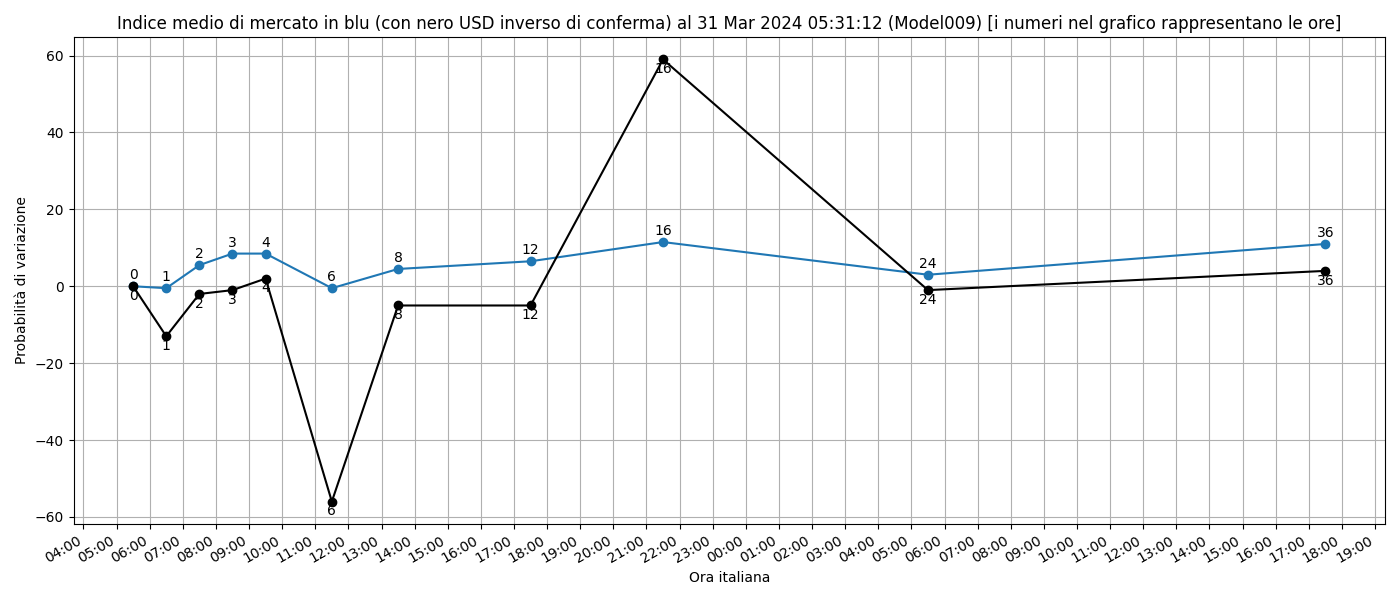 Indice medio di mercato in blu (con nero USD inverso di conferma) al 31 Mar 2024 05:31:12 (Model009) [i numeri nel grafico rappresentano le ore]
Probabilità di variazione
60
40
20
0
−20
−40
−60
0 1 2 3 4 6 8 12 16 24 36
0 1 2 3 4 6 8 12 16 24 36
04:00 05:00 06:00 07:00 08:00 09:00 10:00 11:00 12:00 13:00 14:00 15:00 16:00 17:00 18:00 19:00 20:00 21:00 22:00 23:00 00:00 01:00 02:00 03:00 04:00 05:00 06:00 07:00 08:00 09:00 10:00 11:00 12:00 13:00 14:00 15:00 16:00 17:00 18:00 19:00
Ora italiana